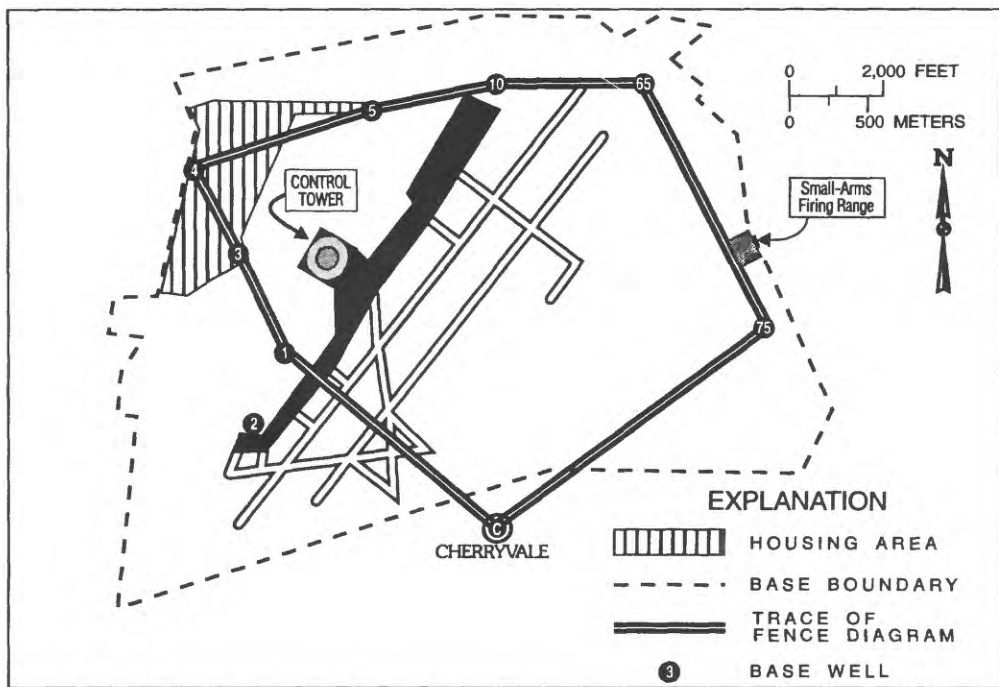 10
65
0 2,000 FEET
0 500 METERS
5
4
CONTROL
TOWER
N
Small-Arms
Firing Range
3
75
1
2
C
CHERRYVALE
EXPLANATION
HOUSING AREA
BASE BOUNDARY
TRACE OF
FENCE DIAGRAM
3 BASE WELL